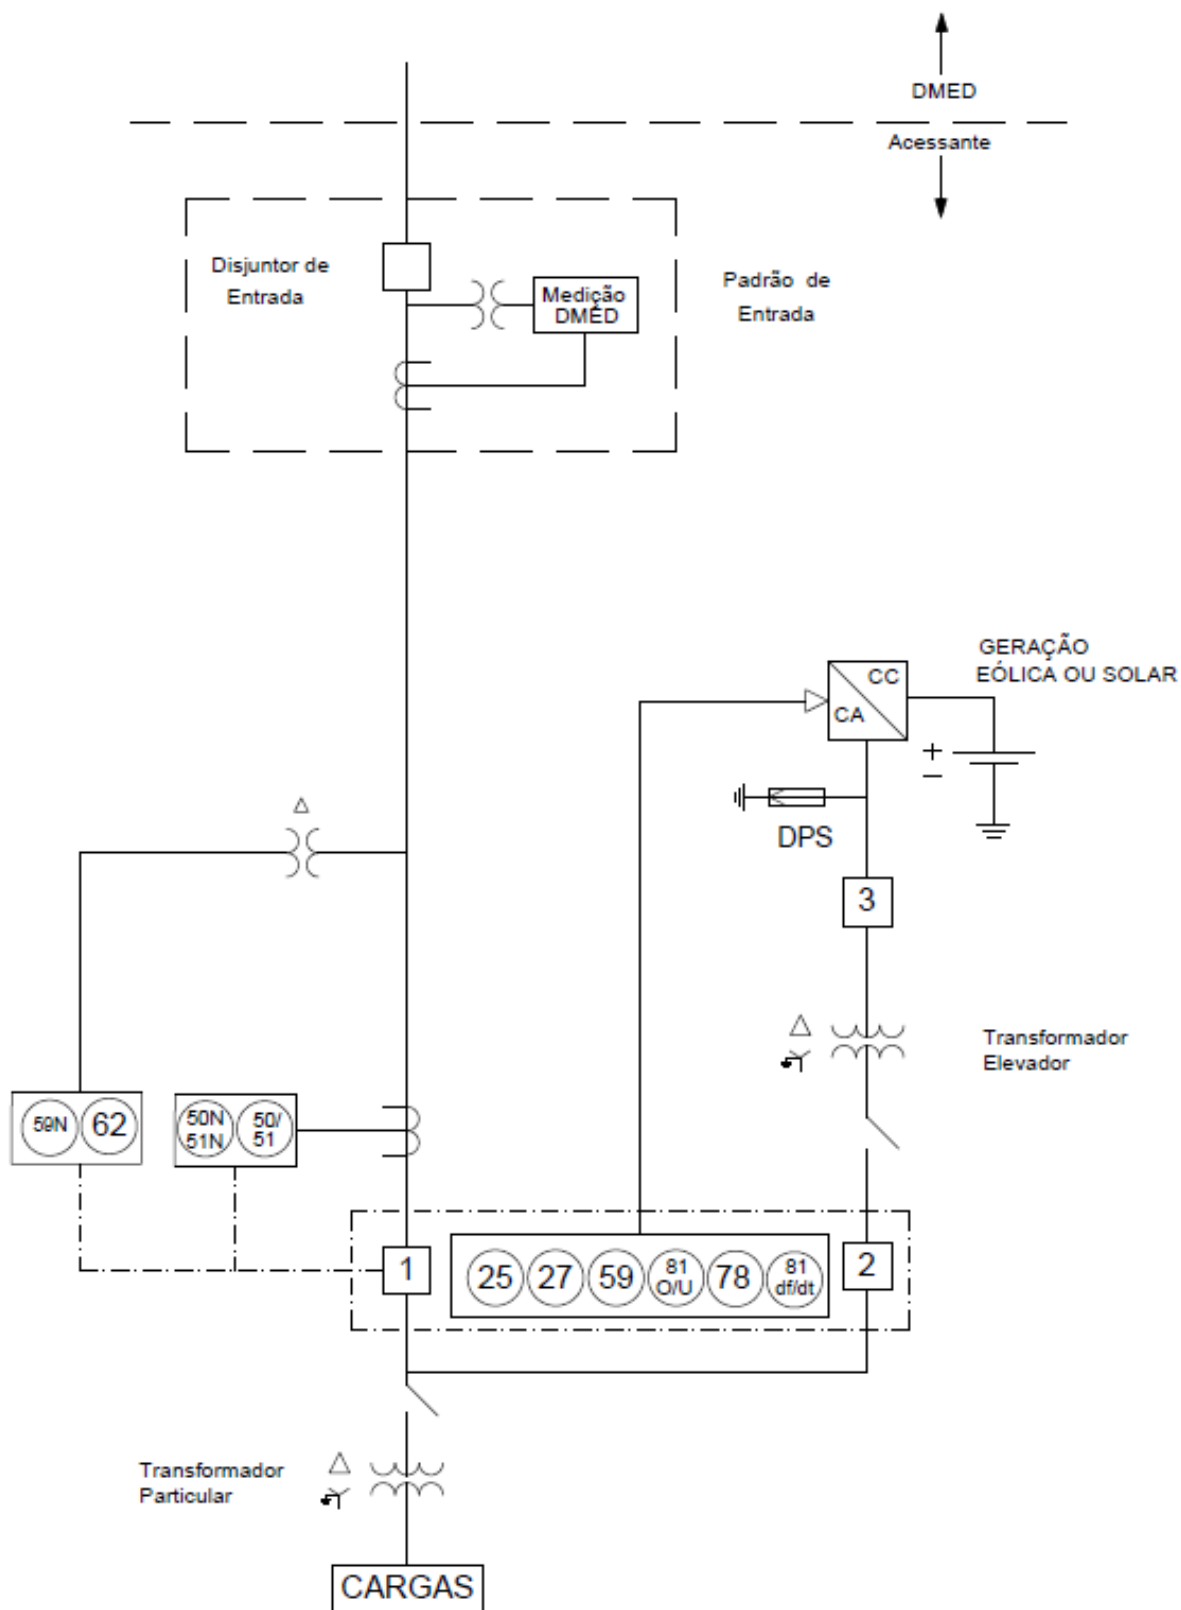 DMED
Acessante
Disjuntor de
Entrada
Medição
DMED
Padrão de
Entrada
GERAÇÃO
EÓLICA OU SOLAR
CC
CA
+
−
DPS
3
Δ
Δ
Transformador
Elevador
59N
62
50N
51N
50/
51
1
25
27
59
81
O/U
78
81
df/dt
2
Transformador
Particular
Δ
CARGAS